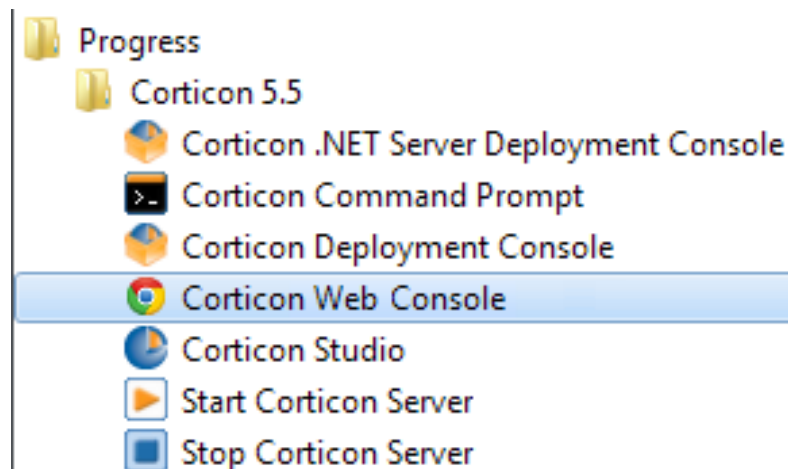 Progress
Corticon 5.5
Corticon .NET Server Deployment Console
Corticon Command Prompt
Corticon Deployment Console
Corticon Web Console
Corticon Studio
Start Corticon Server
Stop Corticon Server